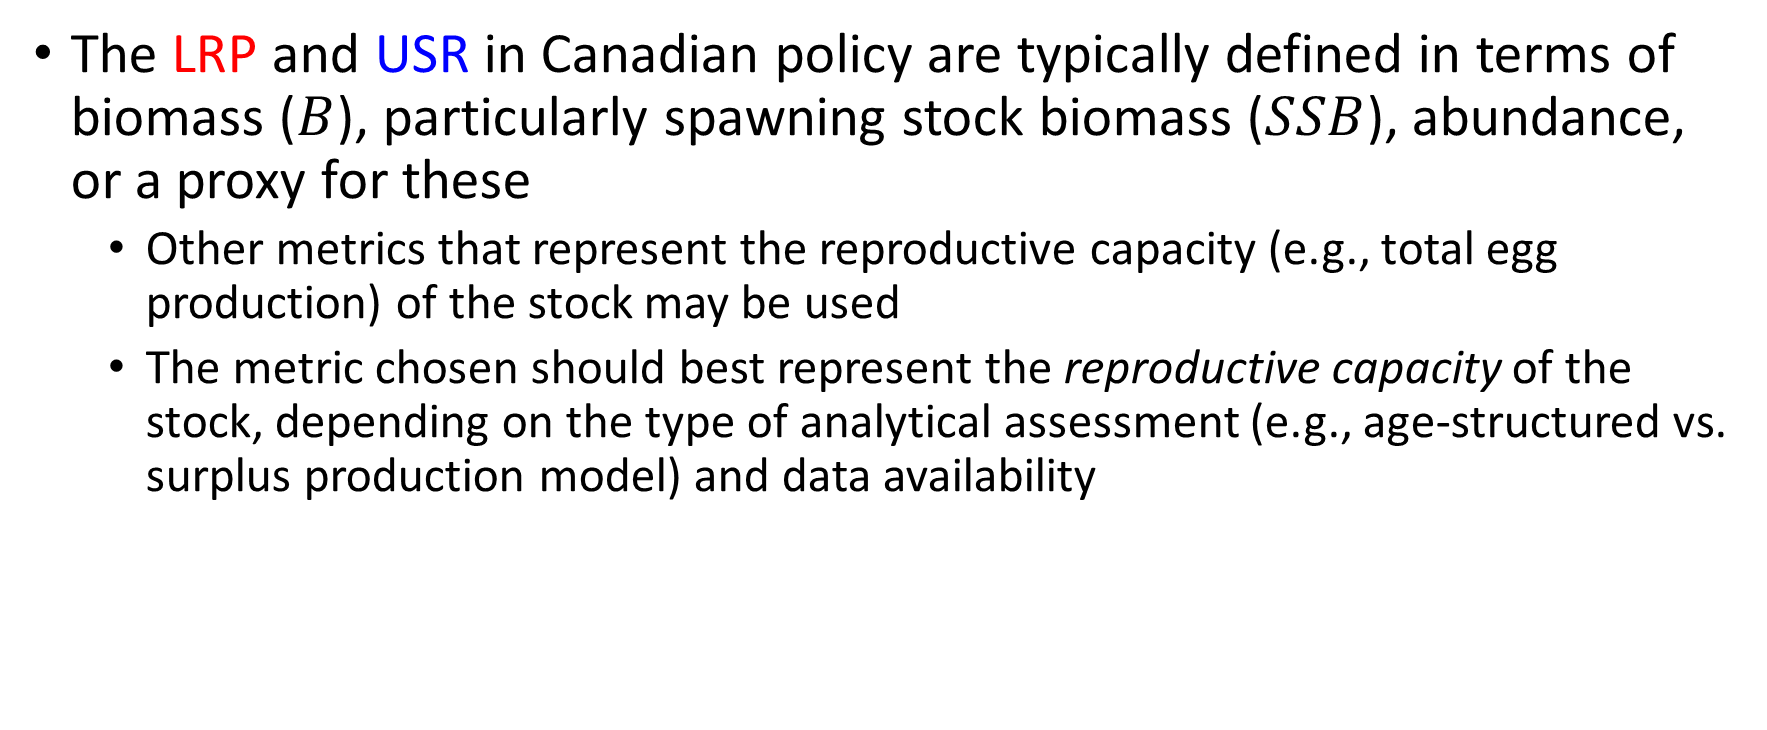 • The LRP and USR in Canadian policy are typically defined in terms of
biomass (B), particularly spawning stock biomass (SSB), abundance,
or a proxy for these
• Other metrics that represent the reproductive capacity (e.g., total egg
production) of the stock may be used
• The metric chosen should best represent the reproductive capacity of the
stock, depending on the type of analytical assessment (e.g., age-structured vs.
surplus production model) and data availability